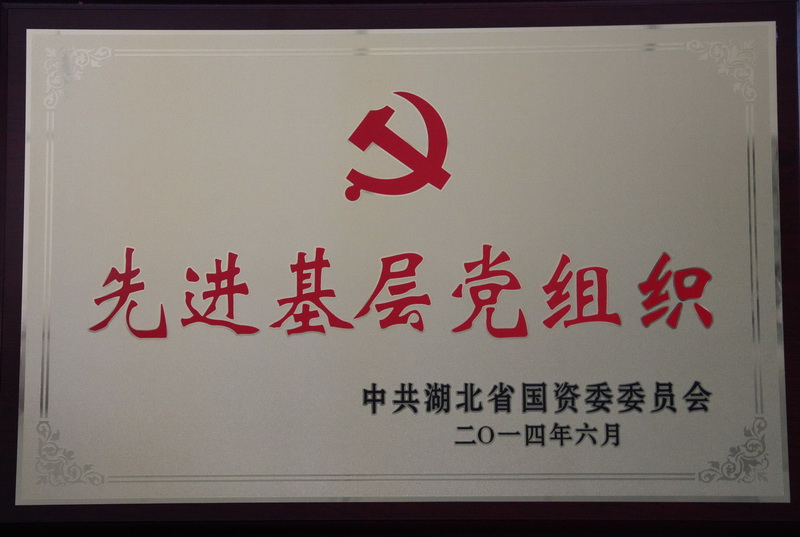 先进基层党组织
中共湖北省国资委委员会
二〇一四年六月